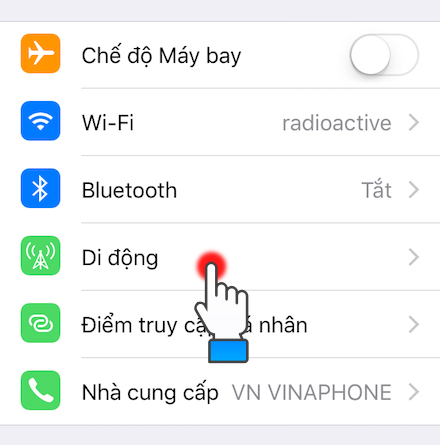 Chế độ Máy bay
Wi-Fi radioactive
Bluetooth Tắt
Di động
Điểm truy nhân
Nhà cung cấp VN VINAPHONE